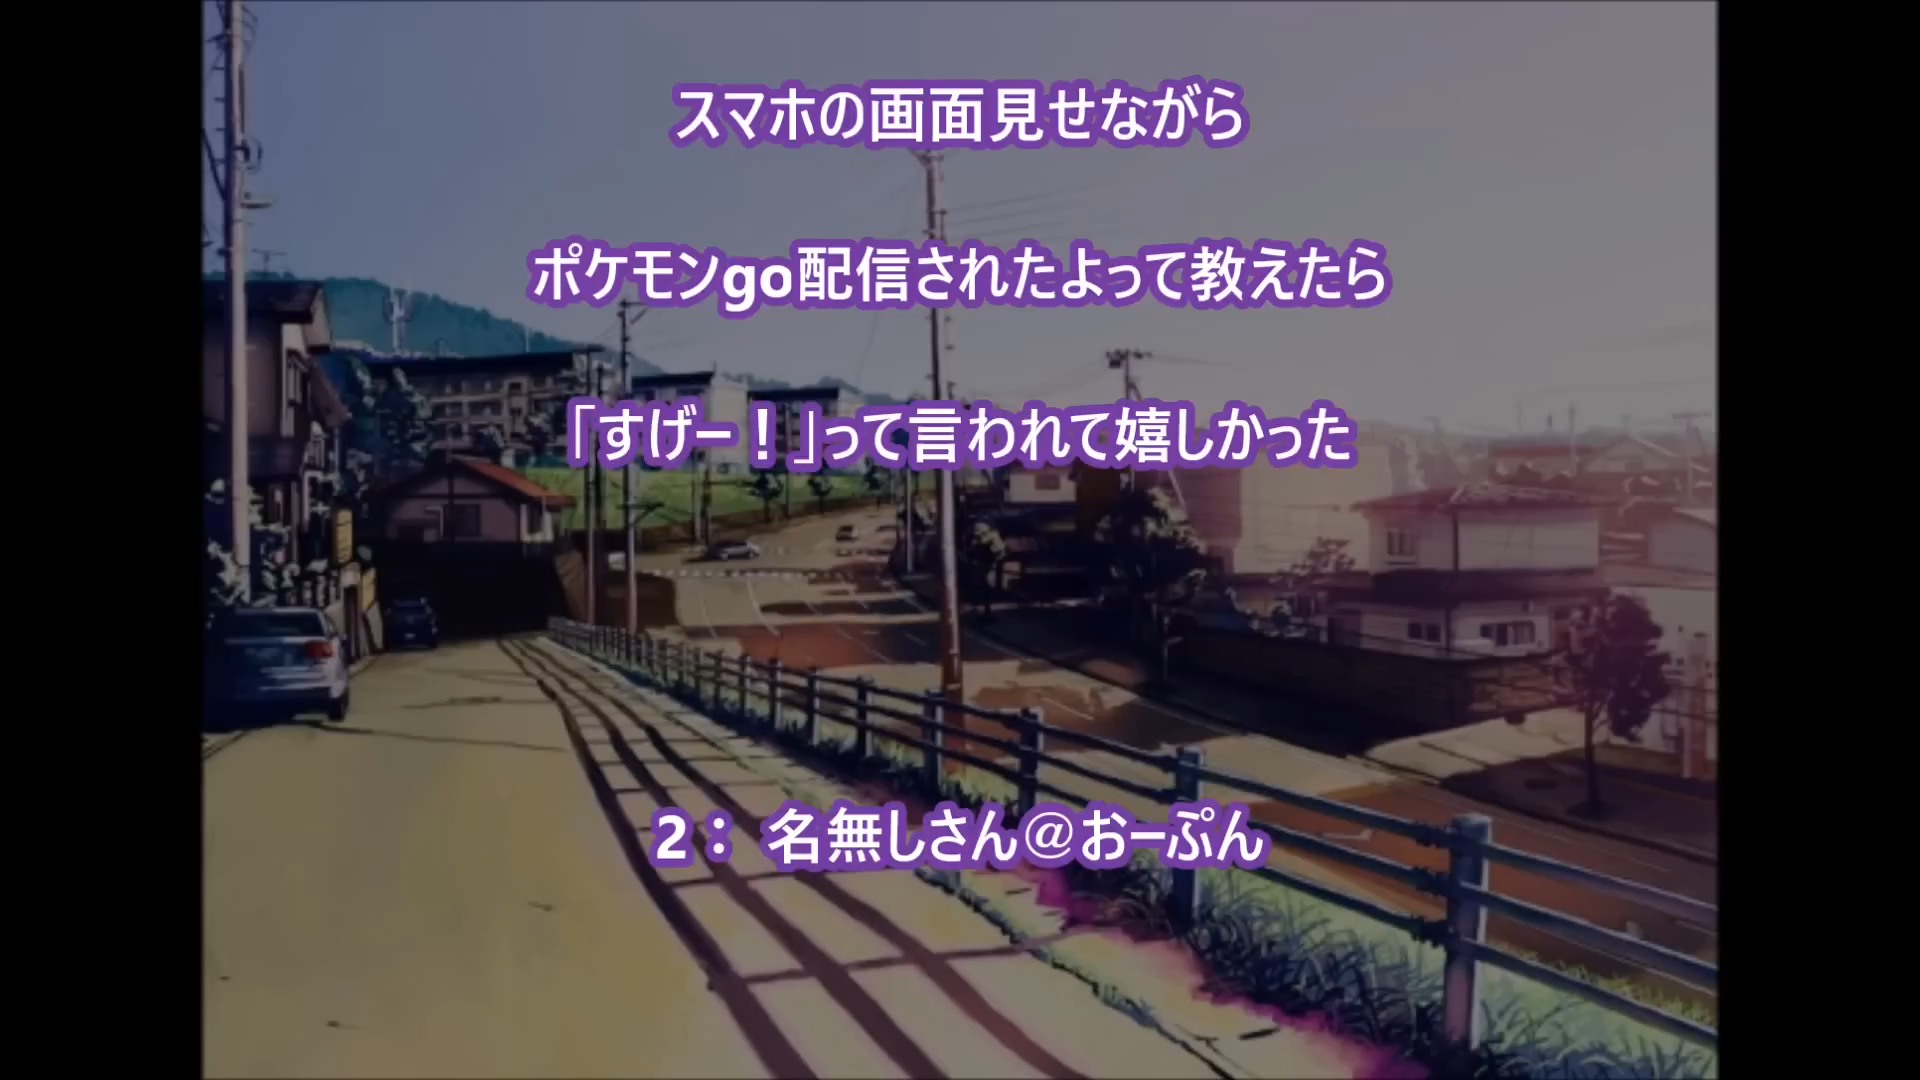 スマホの画面見せながら
ポケモンgo配信されたよって教えたら
「すげー！」って言われて嬉しかった
2： 名無しさん＠おーぷん